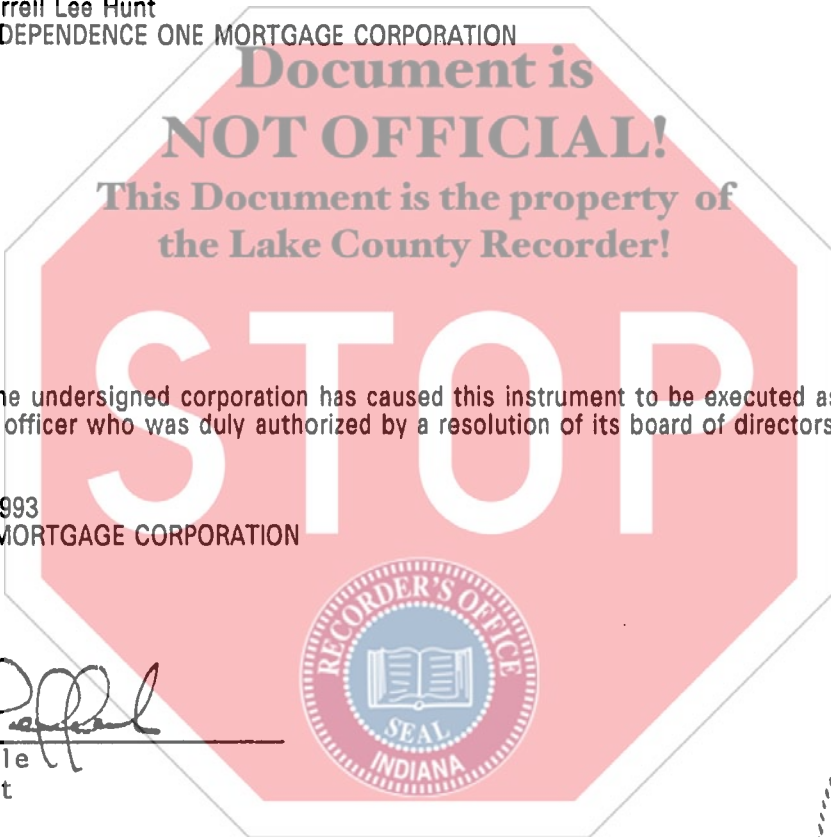 rrell Lee Hunt
DEPENDENCE ONE MORTGAGE CORPORATION
Document is
NOT OFFICIAL!
This Document is the property of
the Lake County Recorder!
STOP
he undersigned corporation has caused this instrument to be executed as
officer who was duly authorized by a resolution of its board of directors
993
MORTGAGE CORPORATION
RECORDER'S OFFICE
SEAL
INDIANA
le
t